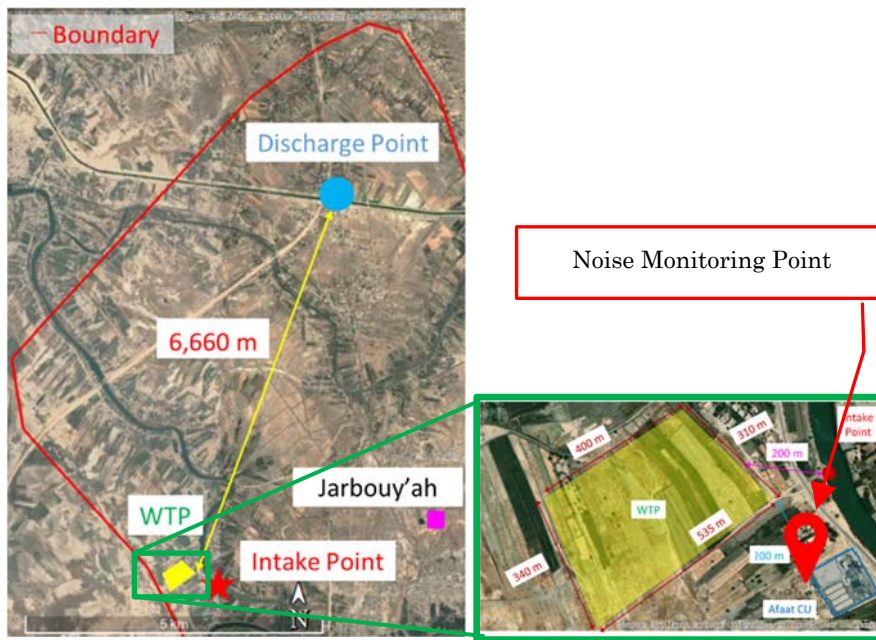 Boundary
Discharge Point
6,660 m
Jarbouy'ah
WTP
Intake Point
N
5 km
Noise Monitoring Point
400 m
310 m
Intake
Point
200 m
WTP
535 m
340 m
200 m
Afaat CU